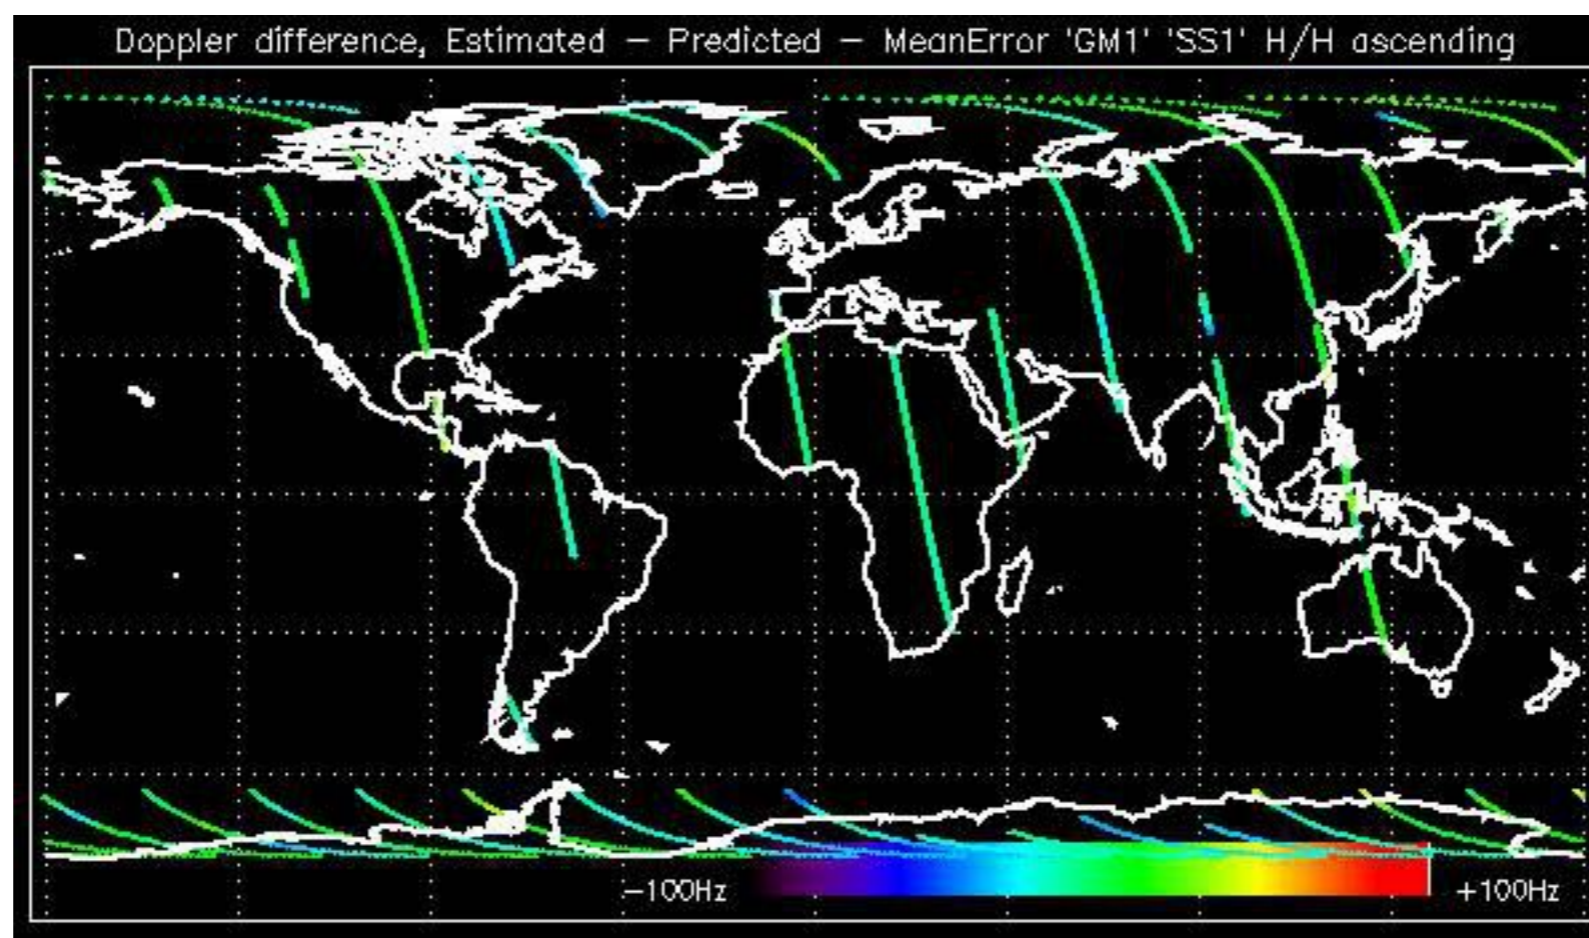 Doppler difference, Estimated – Predicted – MeanError 'GM1' 'SS1' H/H ascending
–100Hz +100Hz